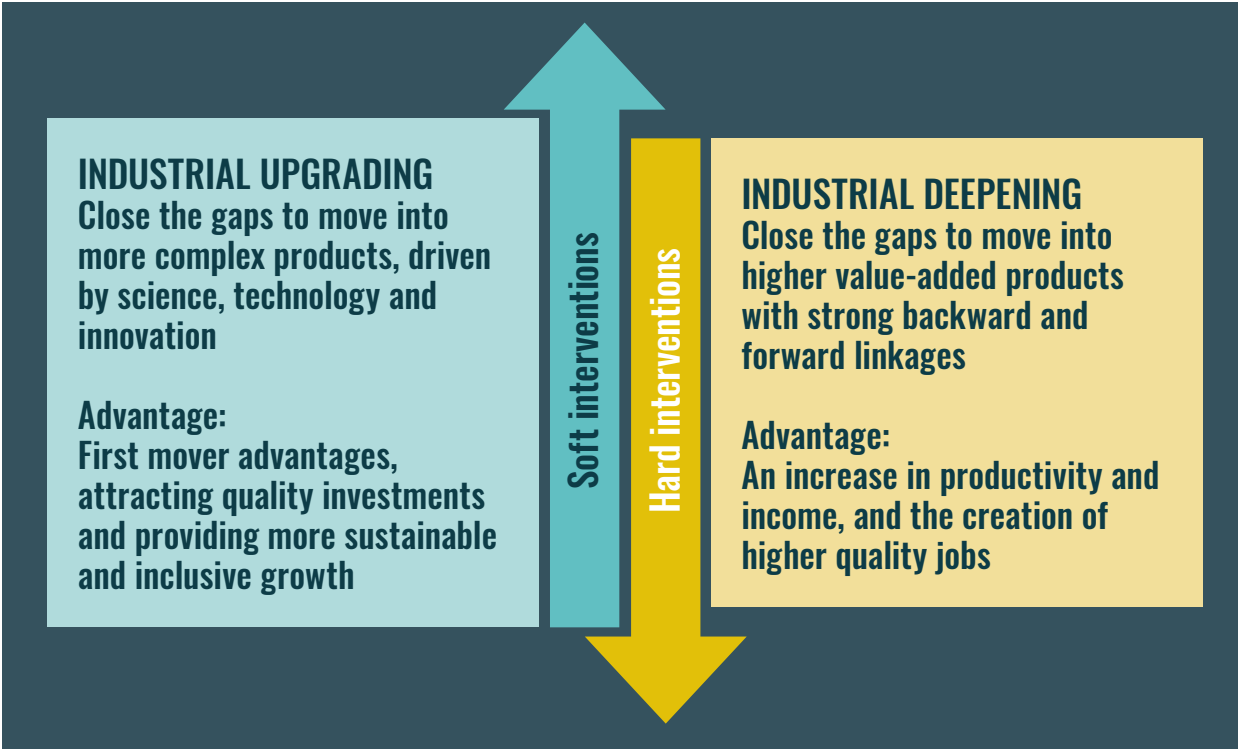 INDUSTRIAL UPGRADING
Close the gaps to move into
more complex products, driven
by science, technology and
innovation
Advantage:
First mover advantages,
attracting quality investments
and providing more sustainable
and inclusive growth
Soft interventions
Hard interventions
INDUSTRIAL DEEPENING
Close the gaps to move into
higher value-added products
with strong backward and
forward linkages
Advantage:
An increase in productivity and
income, and the creation of
higher quality jobs